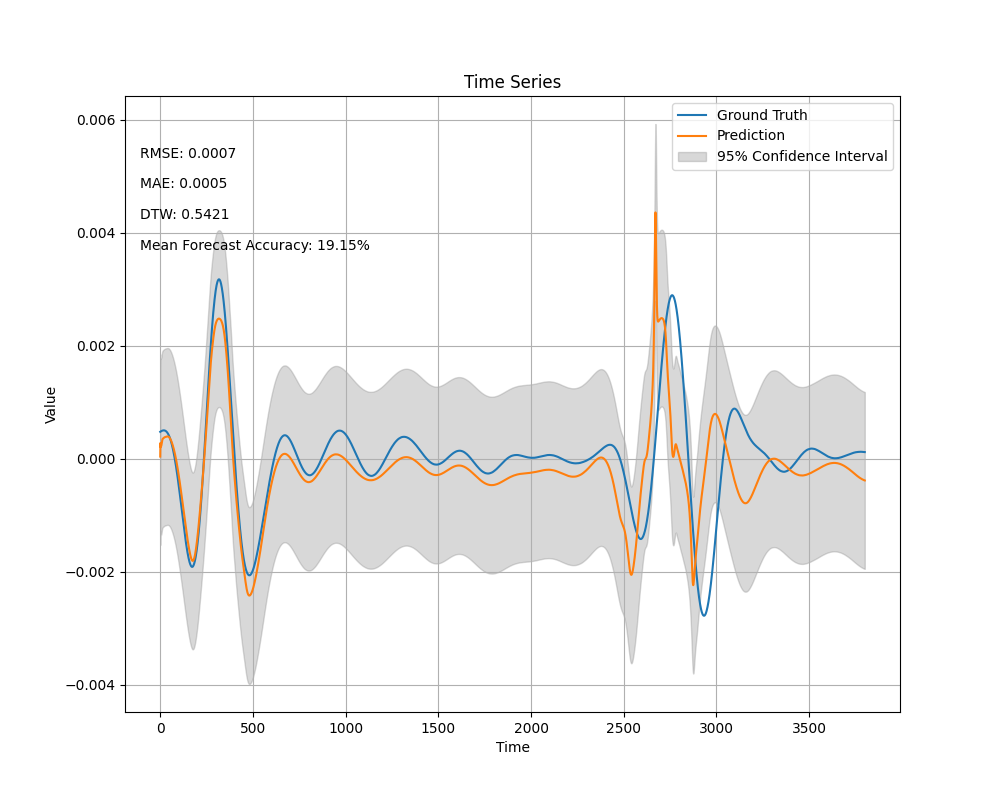 Time Series
Ground Truth
Prediction
95% Confidence Interval
RMSE: 0.0007
MAE: 0.0005
DTW: 0.5421
Mean Forecast Accuracy: 19.15%
0.006
0.004
0.002
0.000
−0.002
−0.004
Value
0
500
1000
1500
2000
2500
3000
3500
Time